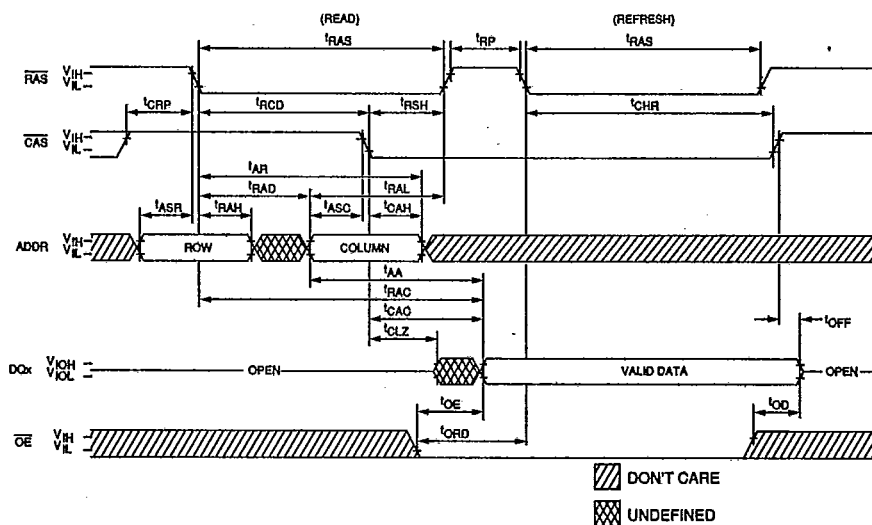 (READ) (REFRESH)
tRAS tRP tRAS
RAS VIH VIL
tCRP tRCD tRSH tCHR
CAS VIH VIL
tAR
tRAD tRAL
tASR tRAH tASC tCAH
ADDR VIH VIL ROW COLUMN
tAA
tRAC
tCAC
tCLZ tOFF
DQx VIOH VIOL OPEN VALID DATA OPEN
tOE tOD
OE VIH VIL tORD
DON'T CARE
UNDEFINED